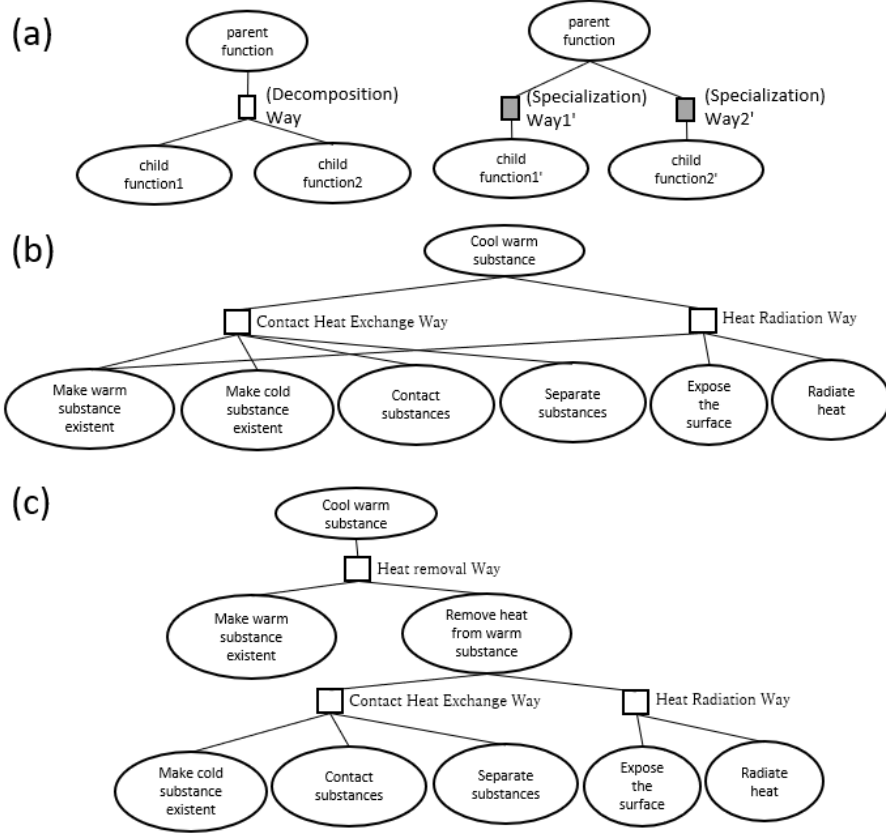 (a)
parent
function
(Decomposition)
Way
child
function1
child
function2
parent
function
(Specialization)
Way1'
(Specialization)
Way2'
child
function1'
child
function2'
(b)
Cool warm
substance
Contact Heat Exchange Way
Heat Radiation Way
Make warm
substance
existent
Make cold
substance
existent
Contact
substances
Separate
substances
Expose
the
surface
Radiate
heat
(c)
Cool warm
substance
Heat removal Way
Make warm
substance
existent
Remove heat
from warm
substance
Contact Heat Exchange Way
Heat Radiation Way
Make cold
substance
existent
Contact
substances
Separate
substances
Expose
the
surface
Radiate
heat